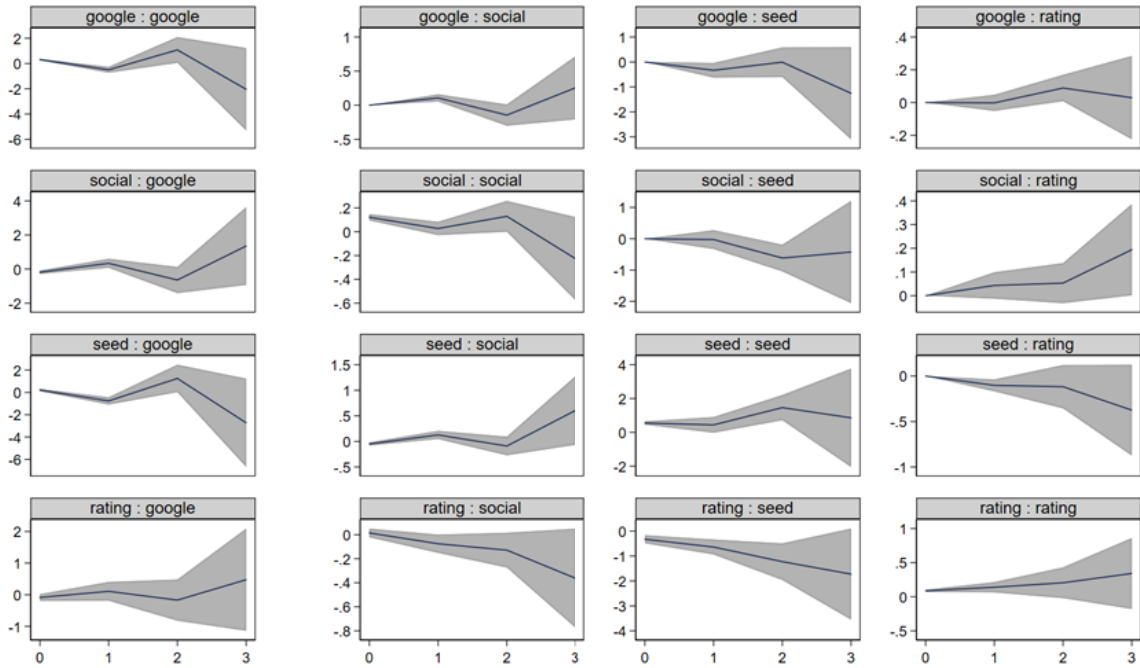 google : google google : social google : seed google : rating
2 1 1 .4
0 .5 0 .2
-2 0 -1 0
-4 -.5 -2 -.2
-6 -3
social : google social : social social : seed social : rating
4 .2 1 .4
2 0 0 .3
0 -.2 -1 .2
-2 -.4 -2 .1
-.6 0
seed : google seed : social seed : seed seed : rating
2 1.5 4 0
0 1 2 -.5
-2 .5 0 -1
-4 0 -2
-6 -.5
rating : google rating : social rating : seed rating : rating
2 0 0 1
1 -.2 -1 .5
0 -.4 -2 0
-1 -.6 -3 -.5
-.8 -4
0 1 2 3 0 1 2 3 0 1 2 3 0 1 2 3